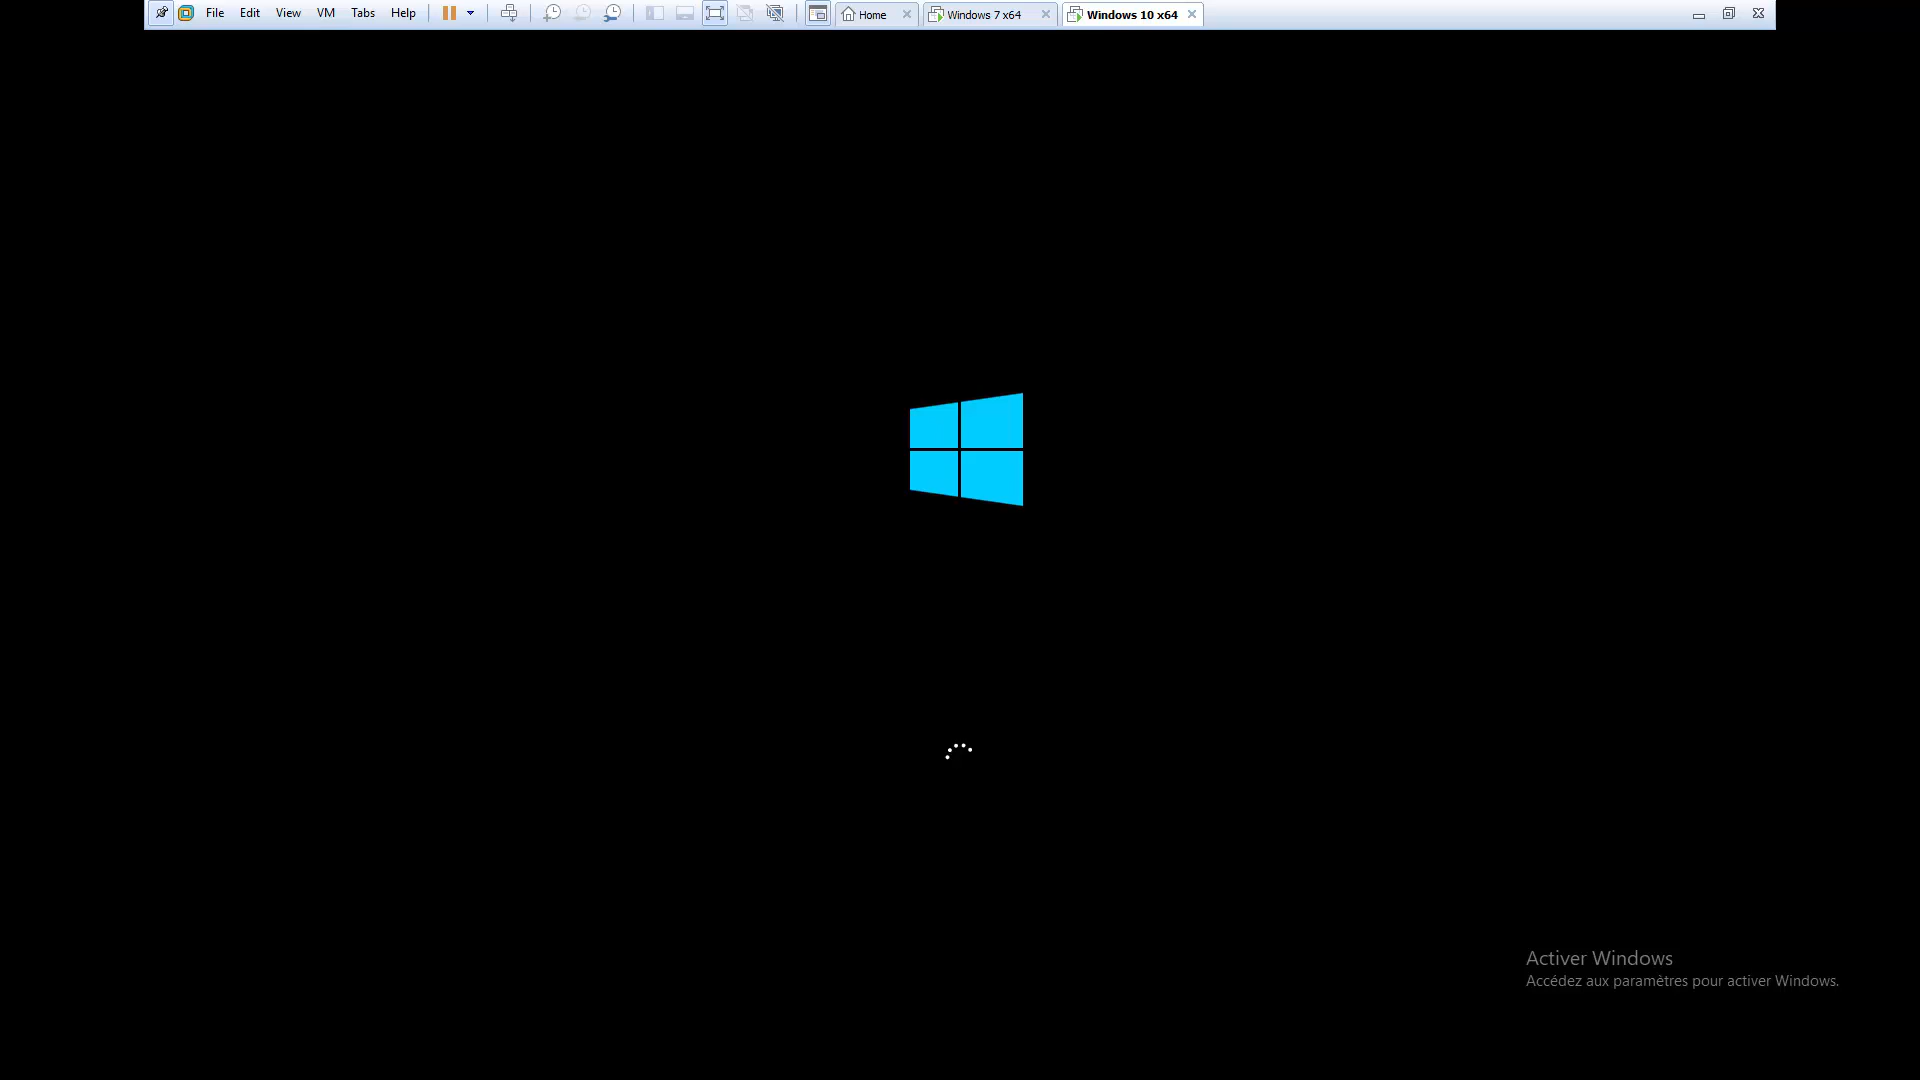 File Edit View VM Tabs Help Home Windows 7 x64 Windows 10 x64
Activer Windows
Accédez aux paramètres pour activer Windows.